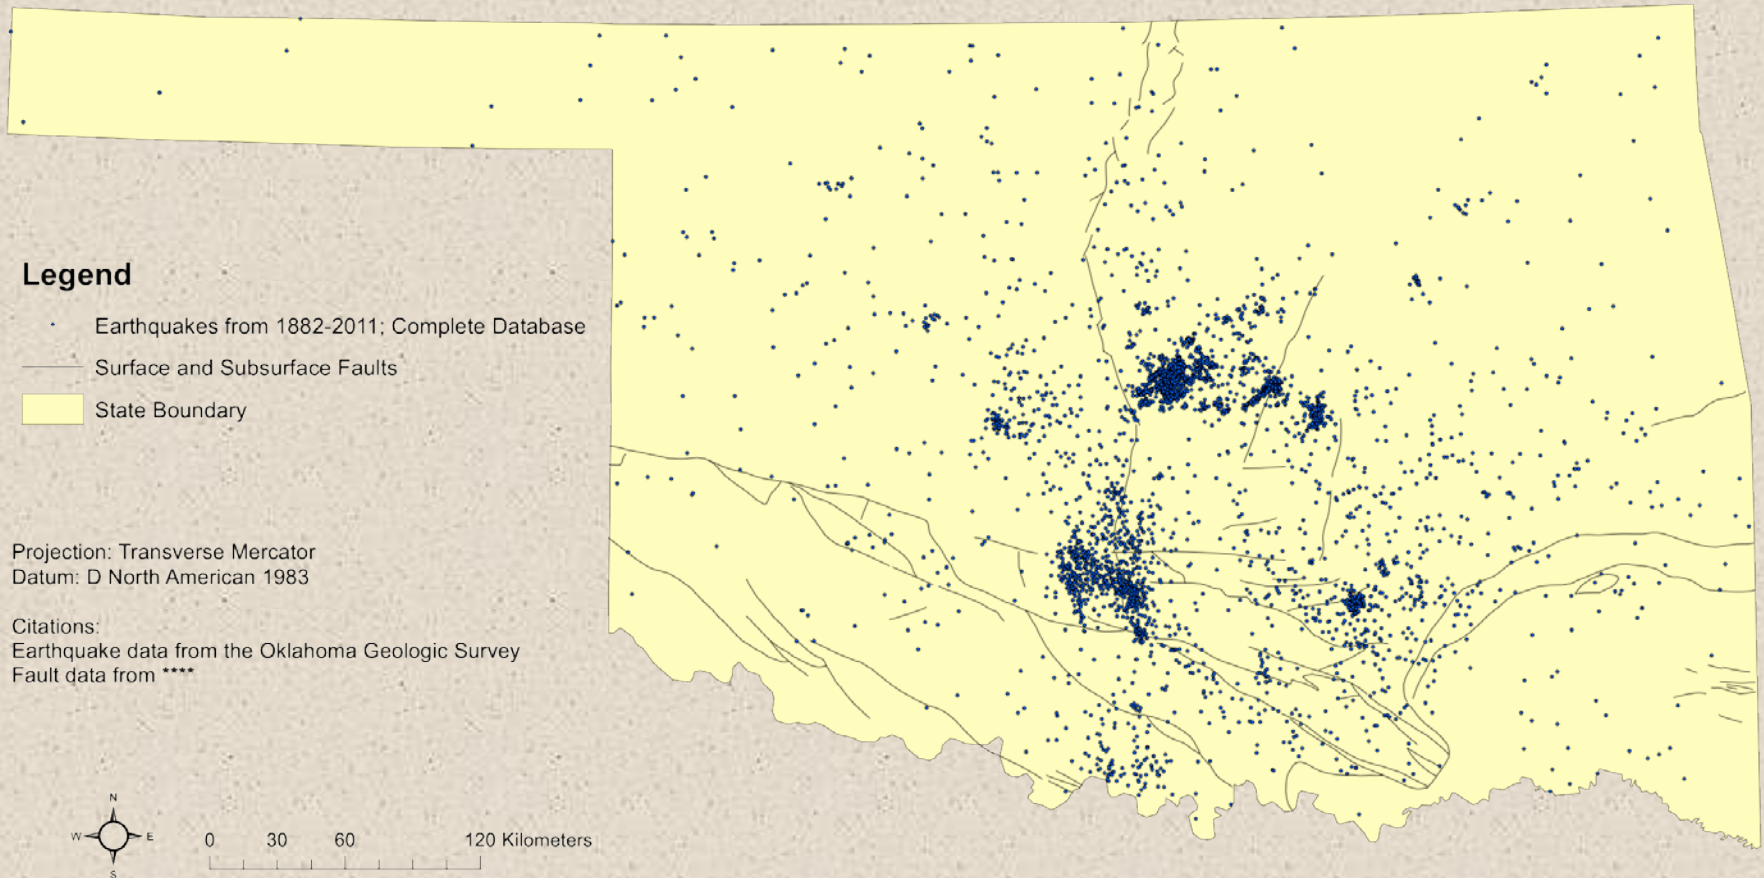 Legend
Earthquakes from 1882-2011; Complete Database
Surface and Subsurface Faults
State Boundary
Projection: Transverse Mercator
Datum: D North American 1983
Citations:
Earthquake data from the Oklahoma Geologic Survey
Fault data from ****
N
W E
S
0 30 60 120 Kilometers